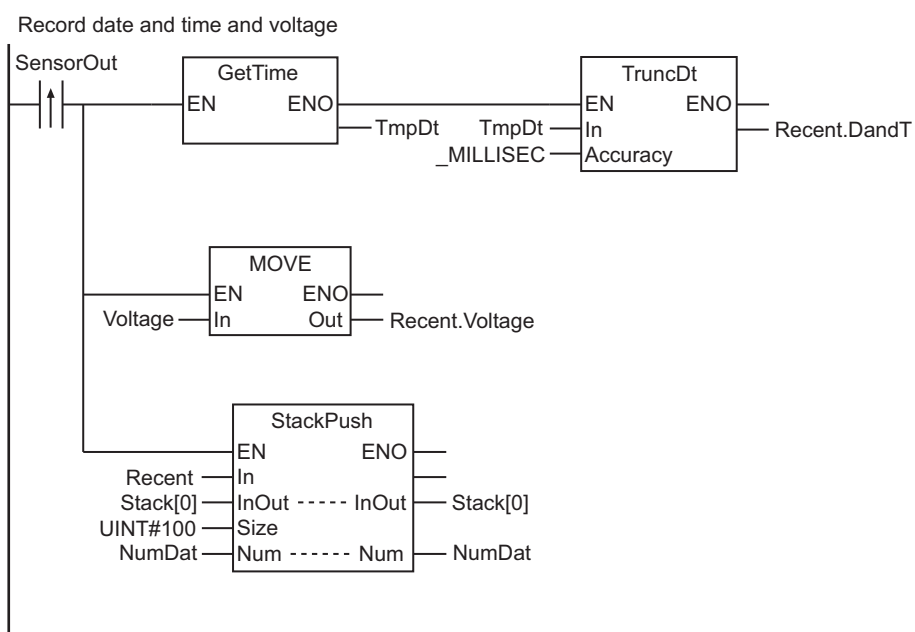 Record date and time and voltage
SensorOut
GetTime
EN ENO
TmpDt
TruncDt
EN ENO
TmpDt In Recent.DandT
_MILLISEC Accuracy
MOVE
EN ENO
Voltage In Out Recent.Voltage
StackPush
EN ENO
Recent In
Stack[0] InOut InOut Stack[0]
UINT#100 Size
NumDat Num Num NumDat